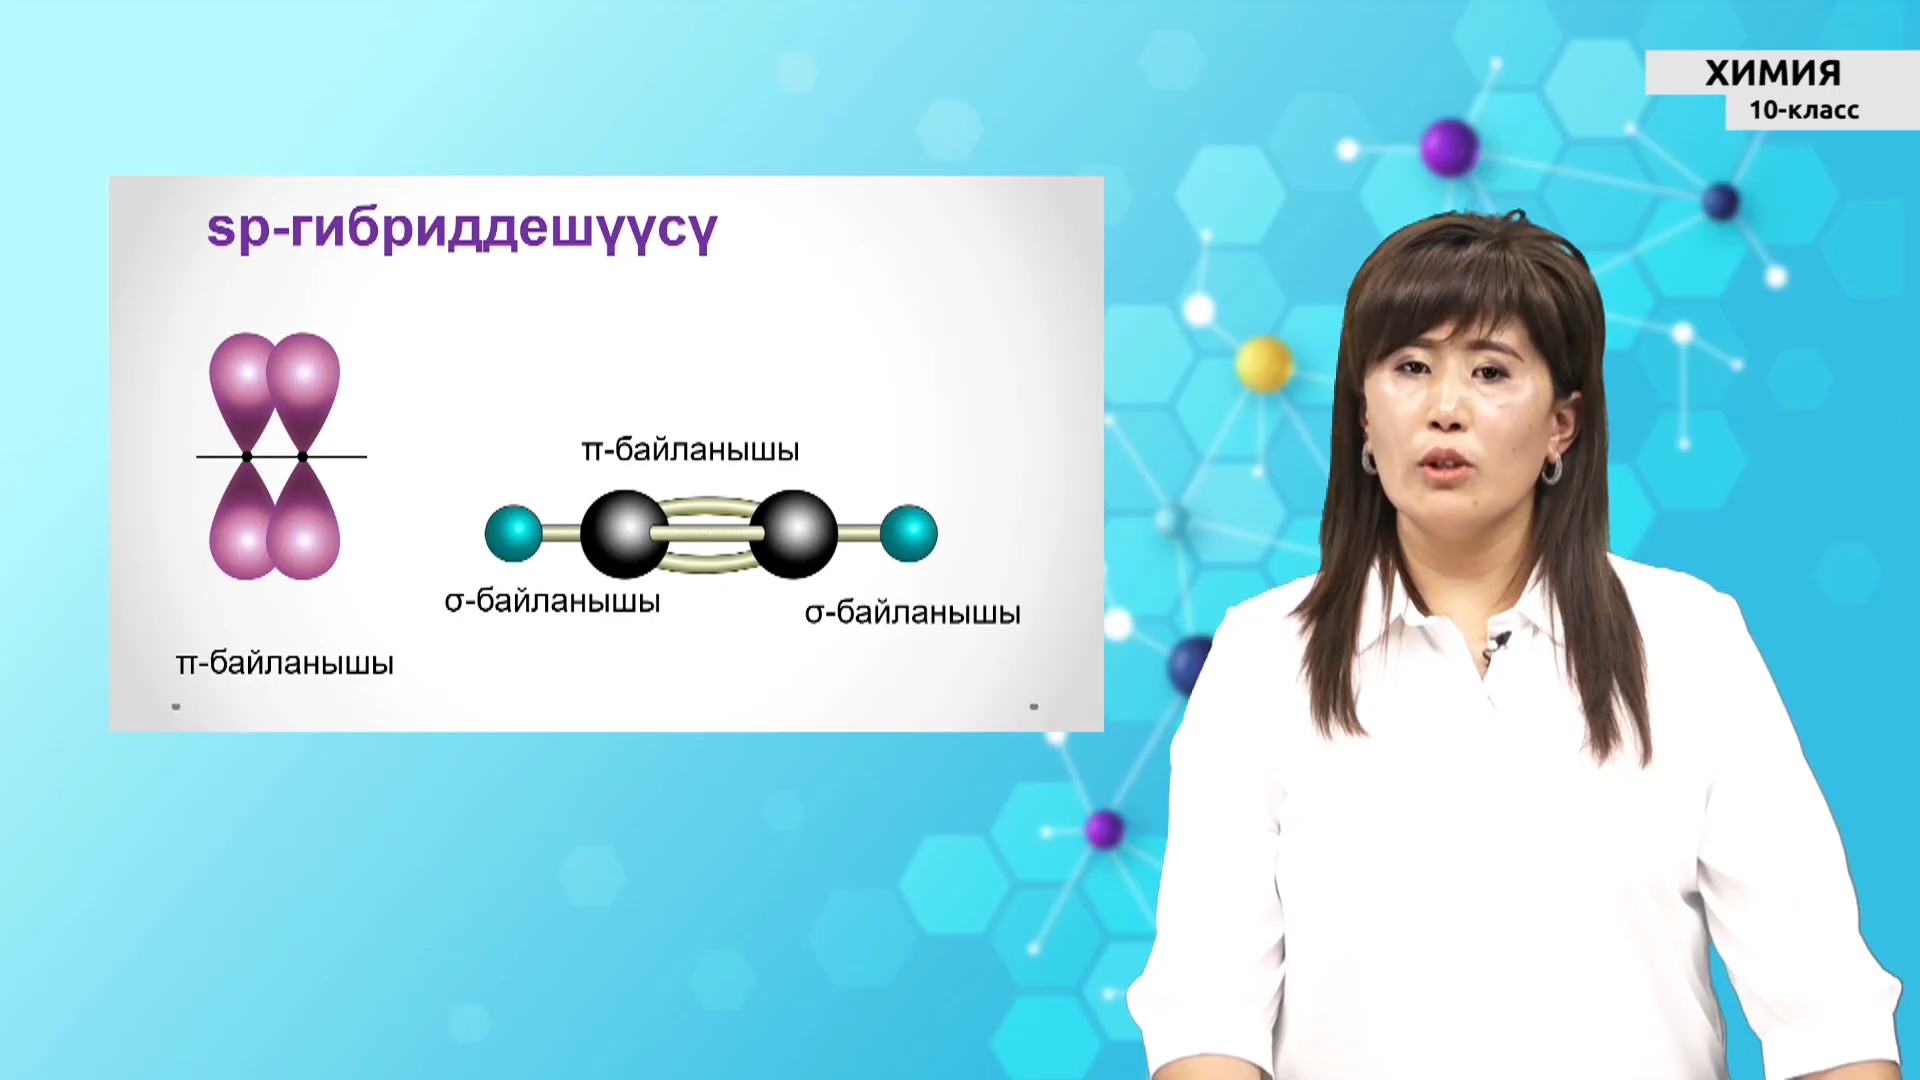 ХИМИЯ
10-класс
sp-гибриддешүүсү
π-байланышы
σ-байланышы
σ-байланышы
π-байланышы